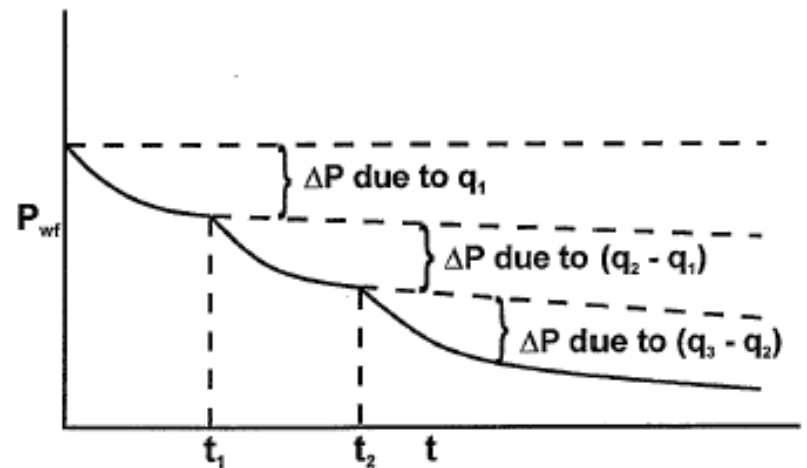 ΔP due to q₁
P_wf
ΔP due to (q₂ - q₁)
ΔP due to (q₃ - q₂)
t₁ t₂ t